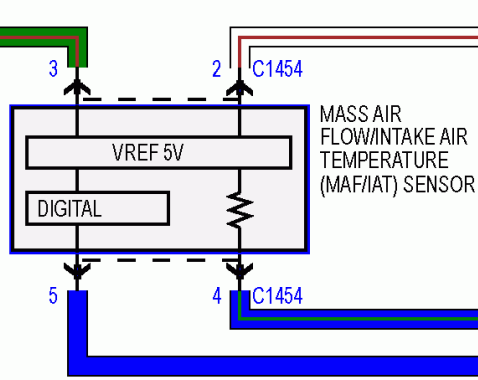 3
2 C1454
MASS AIR
FLOW/INTAKE AIR
TEMPERATURE
(MAF/IAT) SENSOR
VREF 5V
DIGITAL
5
4 C1454